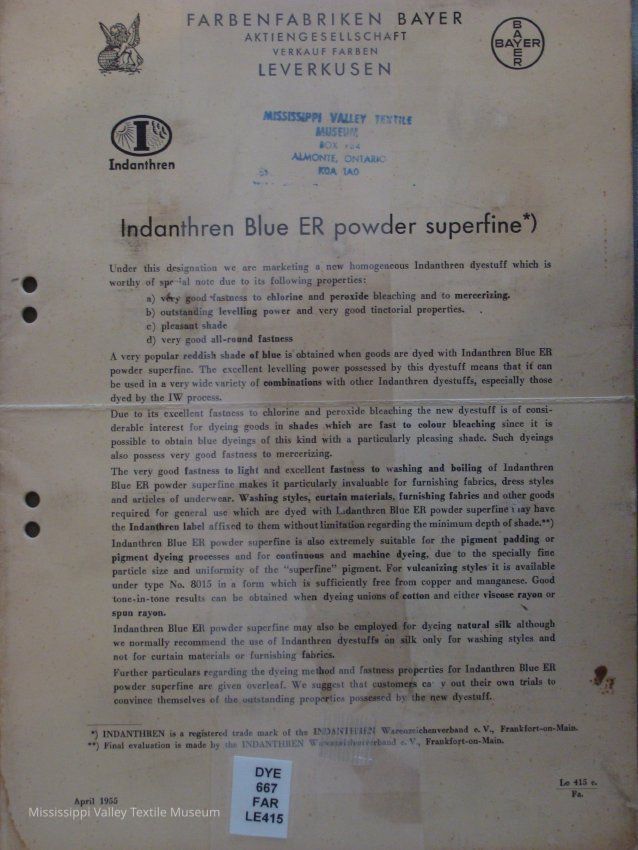 FARBENFABRIKEN BAYER
AKTIENGESELLSCHAFT
VERKAUF FARBEN
LEVERKUSEN
BAYER
BAYER
I
Indanthren
MISSISSIPPI VALLEY TEXTILE
MUSEUM
BOX
ALMONTE, ONTARIO
K0A 1A0
Indanthren Blue ER powder superfine*)
Under this designation we are marketing a new homogeneous Indanthren dyestuff which is
worthy of special note due to its following properties:
a) very good fastness to chlorine and peroxide bleaching and to mercerizing.
b) outstanding levelling power and very good tinctorial properties.
c) pleasant shade
d) very good all-round fastness
A very popular reddish shade of blue is obtained when goods are dyed with Indanthren Blue ER
powder superfine. The excellent levelling power possessed by this dyestuff means that it can
be used in a very wide variety of combinations with other Indanthren dyestuffs, especially those
dyed by the IW process.
Due to its excellent fastness to chlorine and peroxide bleaching the new dyestuff is of consi-
derable interest for dyeing goods in shades which are fast to colour bleaching since it is
possible to obtain blue dyeings of this kind with a particularly pleasing shade. Such dyeings
also possess very good fastness to mercerizing.
The very good fastness to light and excellent fastness to washing and boiling of Indanthren
Blue ER powder superfine makes it particularly invaluable for furnishing fabrics, dress styles
and articles of underwear. Washing styles, curtain materials, furnishing fabrics and other goods
required for general use which are dyed with Indanthren Blue ER powder superfine may have
the Indanthren label affixed to them without limitation regarding the minimum depth of shade.**)
Indanthren Blue ER powder superfine is also extremely suitable for the pigment padding or
pigment dyeing processes and for continuous and machine dyeing, due to the specially fine
particle size and uniformity of the "superfine" pigment. For vulcanizing styles it is available
under type No. 8015 in a form which is sufficiently free from copper and manganese. Good
tone-in-tone results can be obtained when dyeing unions of cotton and either viscose rayon or
spun rayon.
Indanthren Blue ER powder superfine may also be employed for dyeing natural silk although
we normally recommend the use of Indanthren dyestuffs on silk only for washing styles and
not for curtain materials or furnishing fabrics.
Further particulars regarding the dyeing method and fastness properties for Indanthren Blue ER
powder superfine are given overleaf. We suggest that customers carry out their own trials to
convince themselves of the outstanding properties possessed by the new dyestuff.
*) INDANTHREN is a registered trade mark of the INDANTHREN Warenzeichenverband e. V., Frankfort-on-Main.
**) Final evaluation is made by the INDANTHREN Warenzeichenverband e. V., Frankfort-on-Main.
Le 415 e.
Fa.
April 1955
DYE
667
FAR
LE415
Mississippi Valley Textile Museum